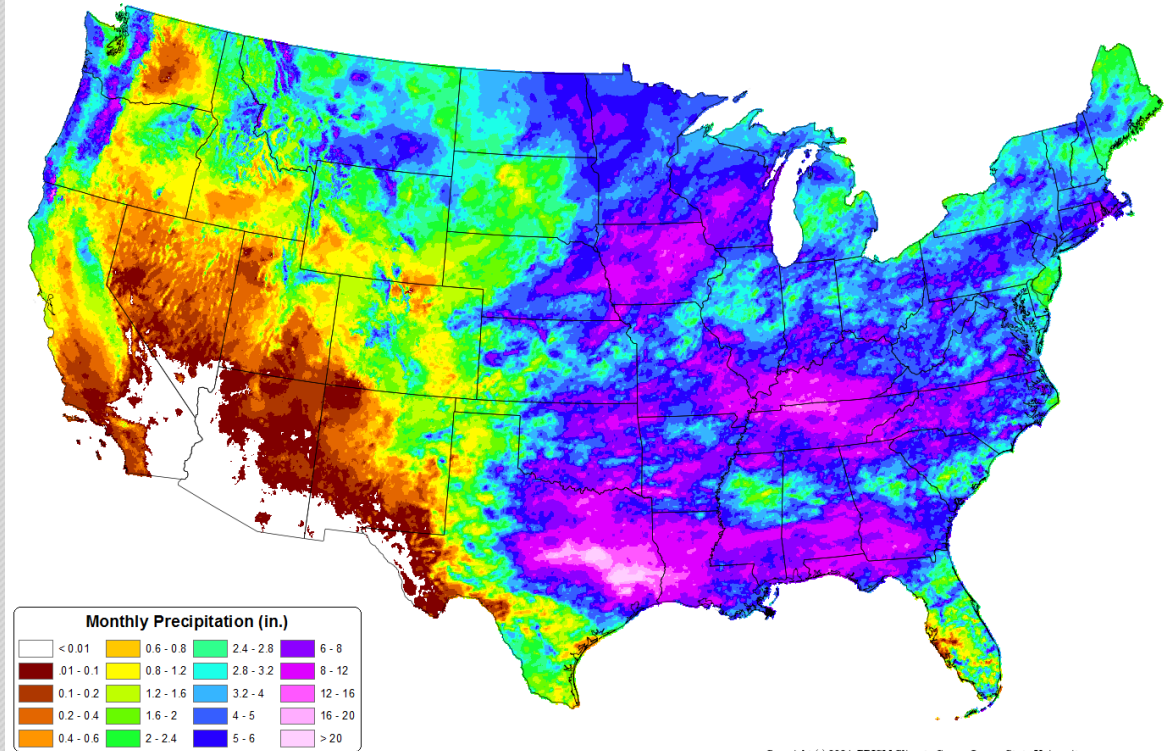 Monthly Precipitation (in.)
< 0.01 0.6 - 0.8 2.4 - 2.8 6 - 8
.01 - 0.1 0.8 - 1.2 2.8 - 3.2 8 - 12
0.1 - 0.2 1.2 - 1.6 3.2 - 4 12 - 16
0.2 - 0.4 1.6 - 2 4 - 5 16 - 20
0.4 - 0.6 2 - 2.4 5 - 6 > 20